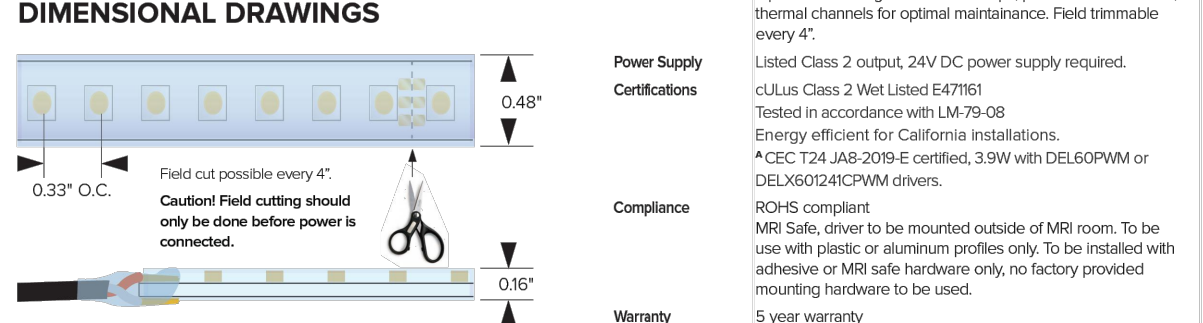 DIMENSIONAL DRAWINGS
0.48"
0.33" O.C.
Field cut possible every 4”.
Caution! Field cutting should
only be done before power is
connected.
0.16"
thermal channels for optimal maintainance. Field trimmable
every 4”.
Power Supply
Listed Class 2 output, 24V DC power supply required.
Certifications
cULus Class 2 Wet Listed E471161
Tested in accordance with LM-79-08
Energy efficient for California installations.
A CEC T24 JA8-2019-E certified, 3.9W with DEL60PWM or
DELX601241CPWM drivers.
Compliance
ROHS compliant
MRI Safe, driver to be mounted outside of MRI room. To be
use with plastic or aluminum profiles only. To be installed with
adhesive or MRI safe hardware only, no factory provided
mounting hardware to be used.
Warranty
5 year warranty